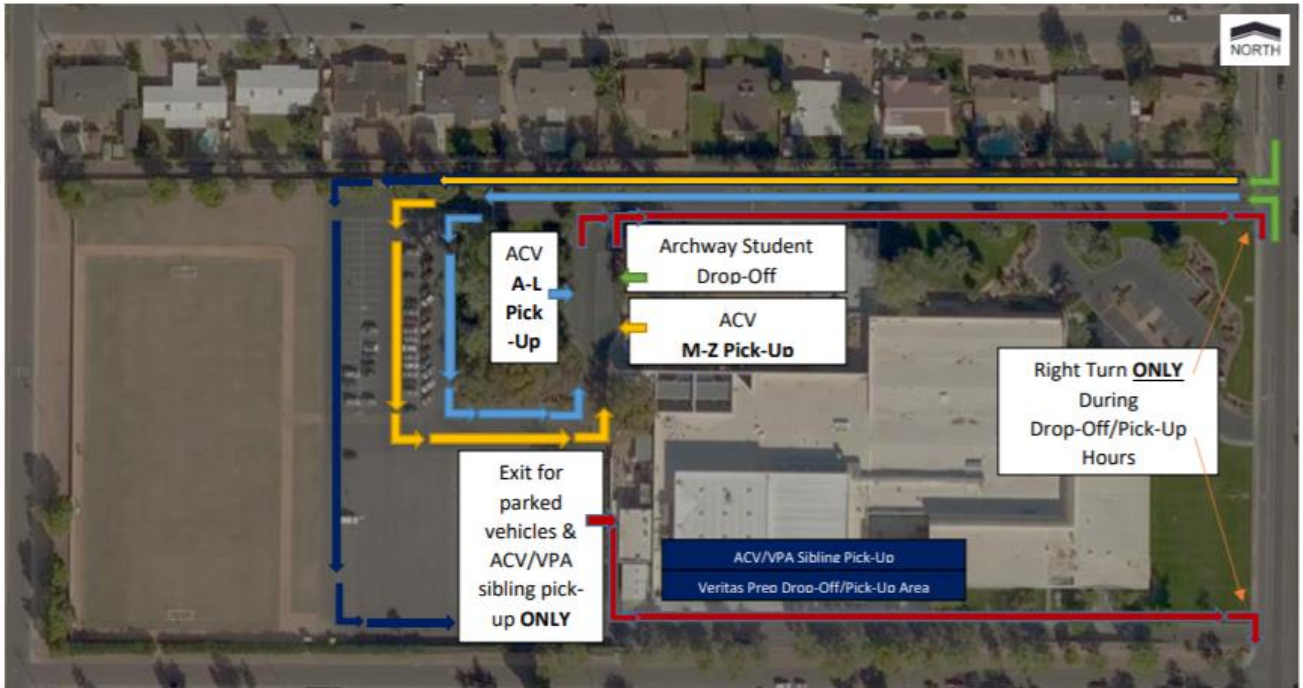 NORTH
ACV
A-L
Pick
-Up
Archway Student
Drop-Off
ACV
M-Z Pick-Up
Right Turn ONLY
During
Drop-Off/Pick-Up
Hours
Exit for
parked
vehicles &
ACV/VPA
sibling pick-
up ONLY
ACV/VPA Sibling Pick-Up
Veritas Prep Drop-Off/Pick-Up Area